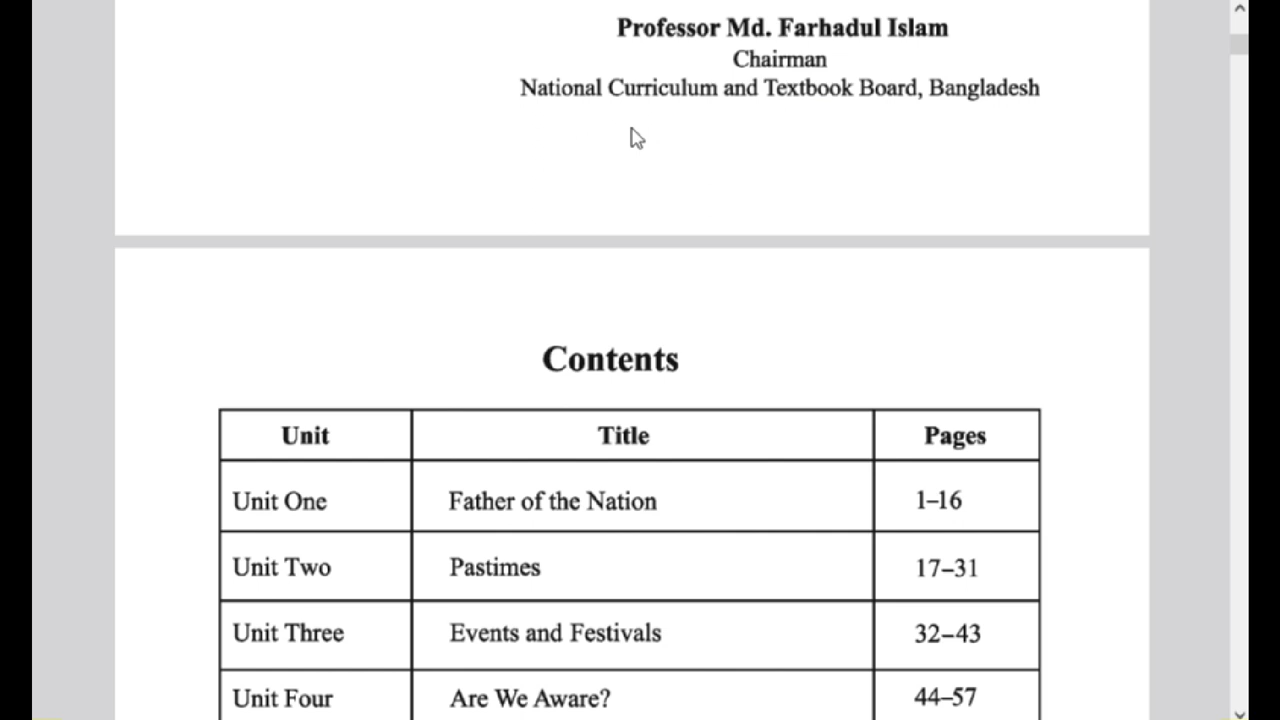 Professor Md. Farhadul Islam
Chairman
National Curriculum and Textbook Board, Bangladesh
Contents
Unit Title Pages
Unit One Father of the Nation 1–16
Unit Two Pastimes 17–31
Unit Three Events and Festivals 32–43
Unit Four Are We Aware? 44–57